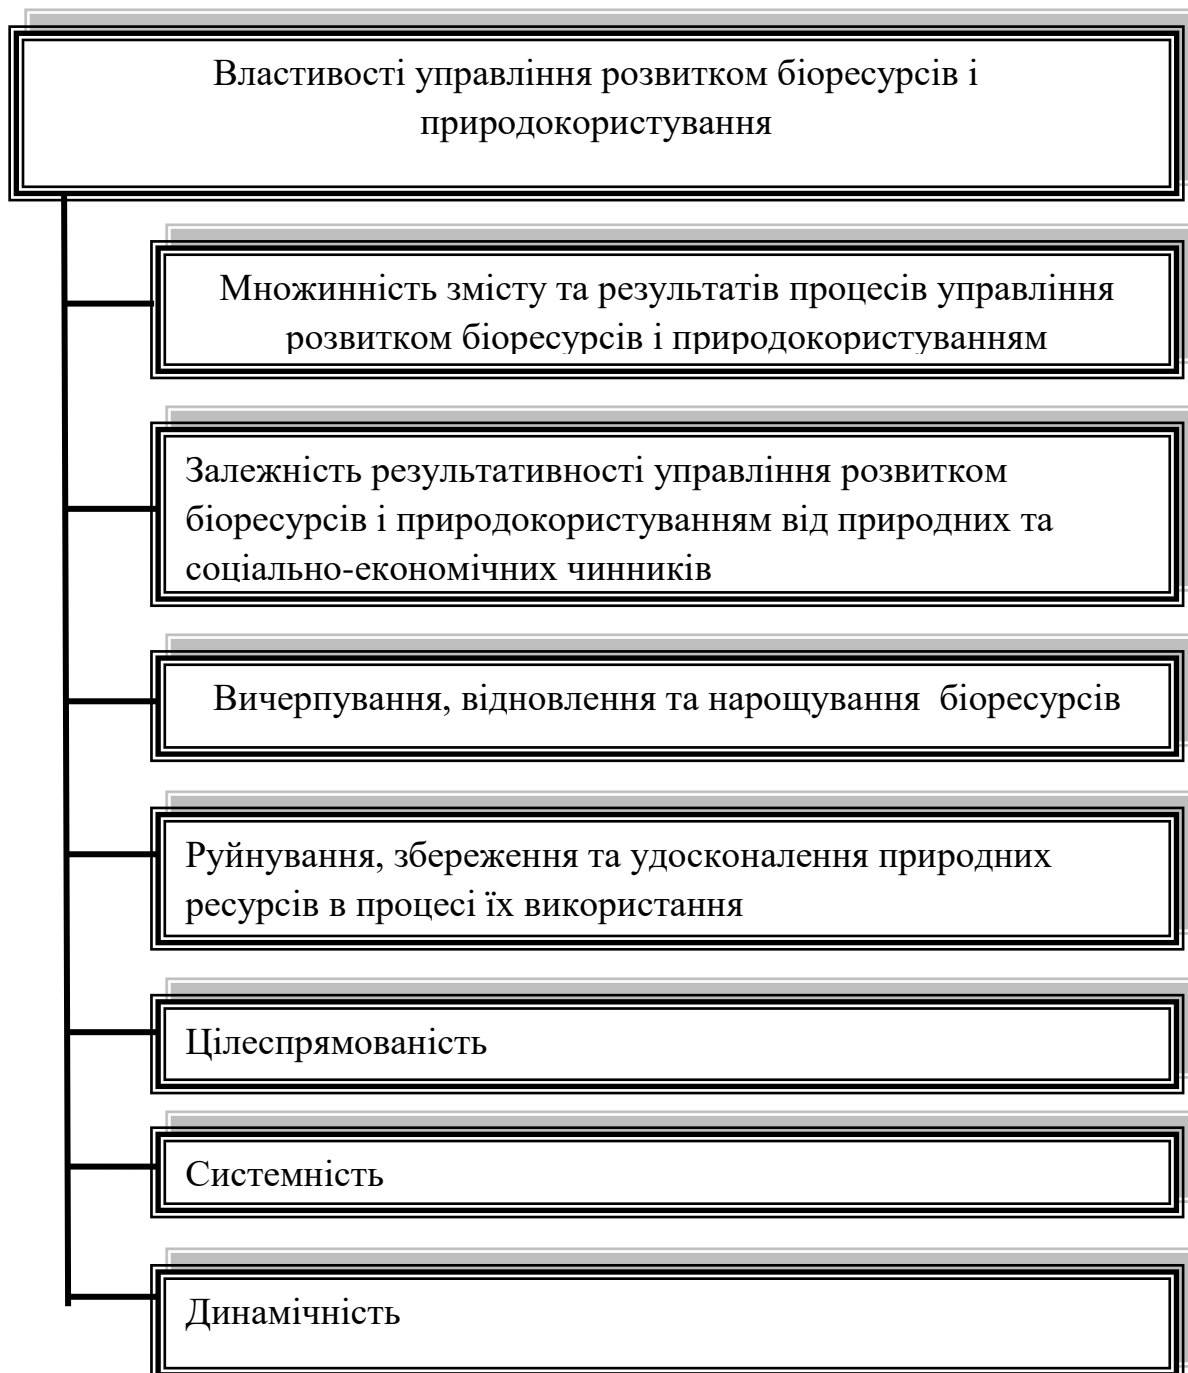 Властивості управління розвитком біоресурсів і
природокористування
Множинність змісту та результатів процесів управління
розвитком біоресурсів і природокористуванням
Залежність результативності управління розвитком
біоресурсів і природокористуванням від природних та
соціально-економічних чинників
Вичерпування, відновлення та нарощування  біоресурсів
Руйнування, збереження та удосконалення природних
ресурсів в процесі їх використання
Цілеспрямованість
Системність
Динамічність